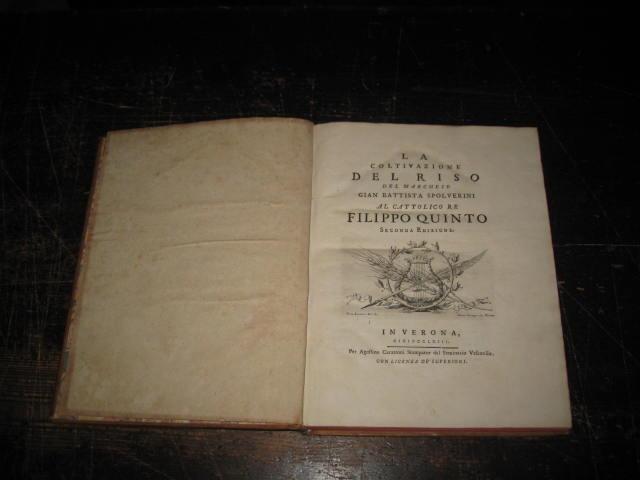 LA
COLTIVAZIONE
DEL RISO
DEL MARCHESE
GIAN BATTISTA SPOLVERINI
AL CATTOLICO RE
FILIPPO QUINTO
SECONDA EDIZIONE.
IN VERONA,
Per Agostino Carattoni Stampator del Seminario Vescovile,
CON LICENZA DE' SUPERIORI.